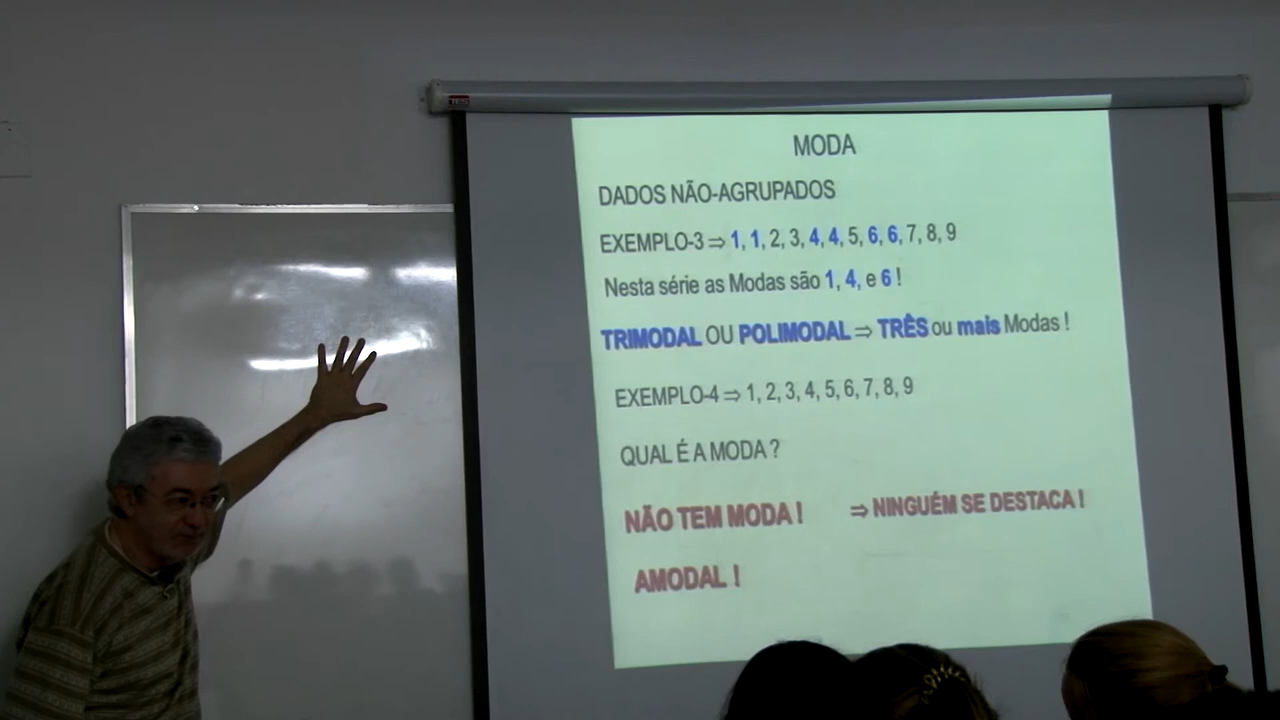 MODA
DADOS NÃO-AGRUPADOS
EXEMPLO-3 ⇒ 1, 1, 2, 3, 4, 4, 5, 6, 6, 7, 8, 9
Nesta série as Modas são 1, 4, e 6 !
TRIMODAL OU POLIMODAL ⇒ TRÊS ou mais Modas !
EXEMPLO-4 ⇒ 1, 2, 3, 4, 5, 6, 7, 8, 9
QUAL É A MODA ?
NÃO TEM MODA ! ⇒ NINGUÉM SE DESTACA !
AMODAL !